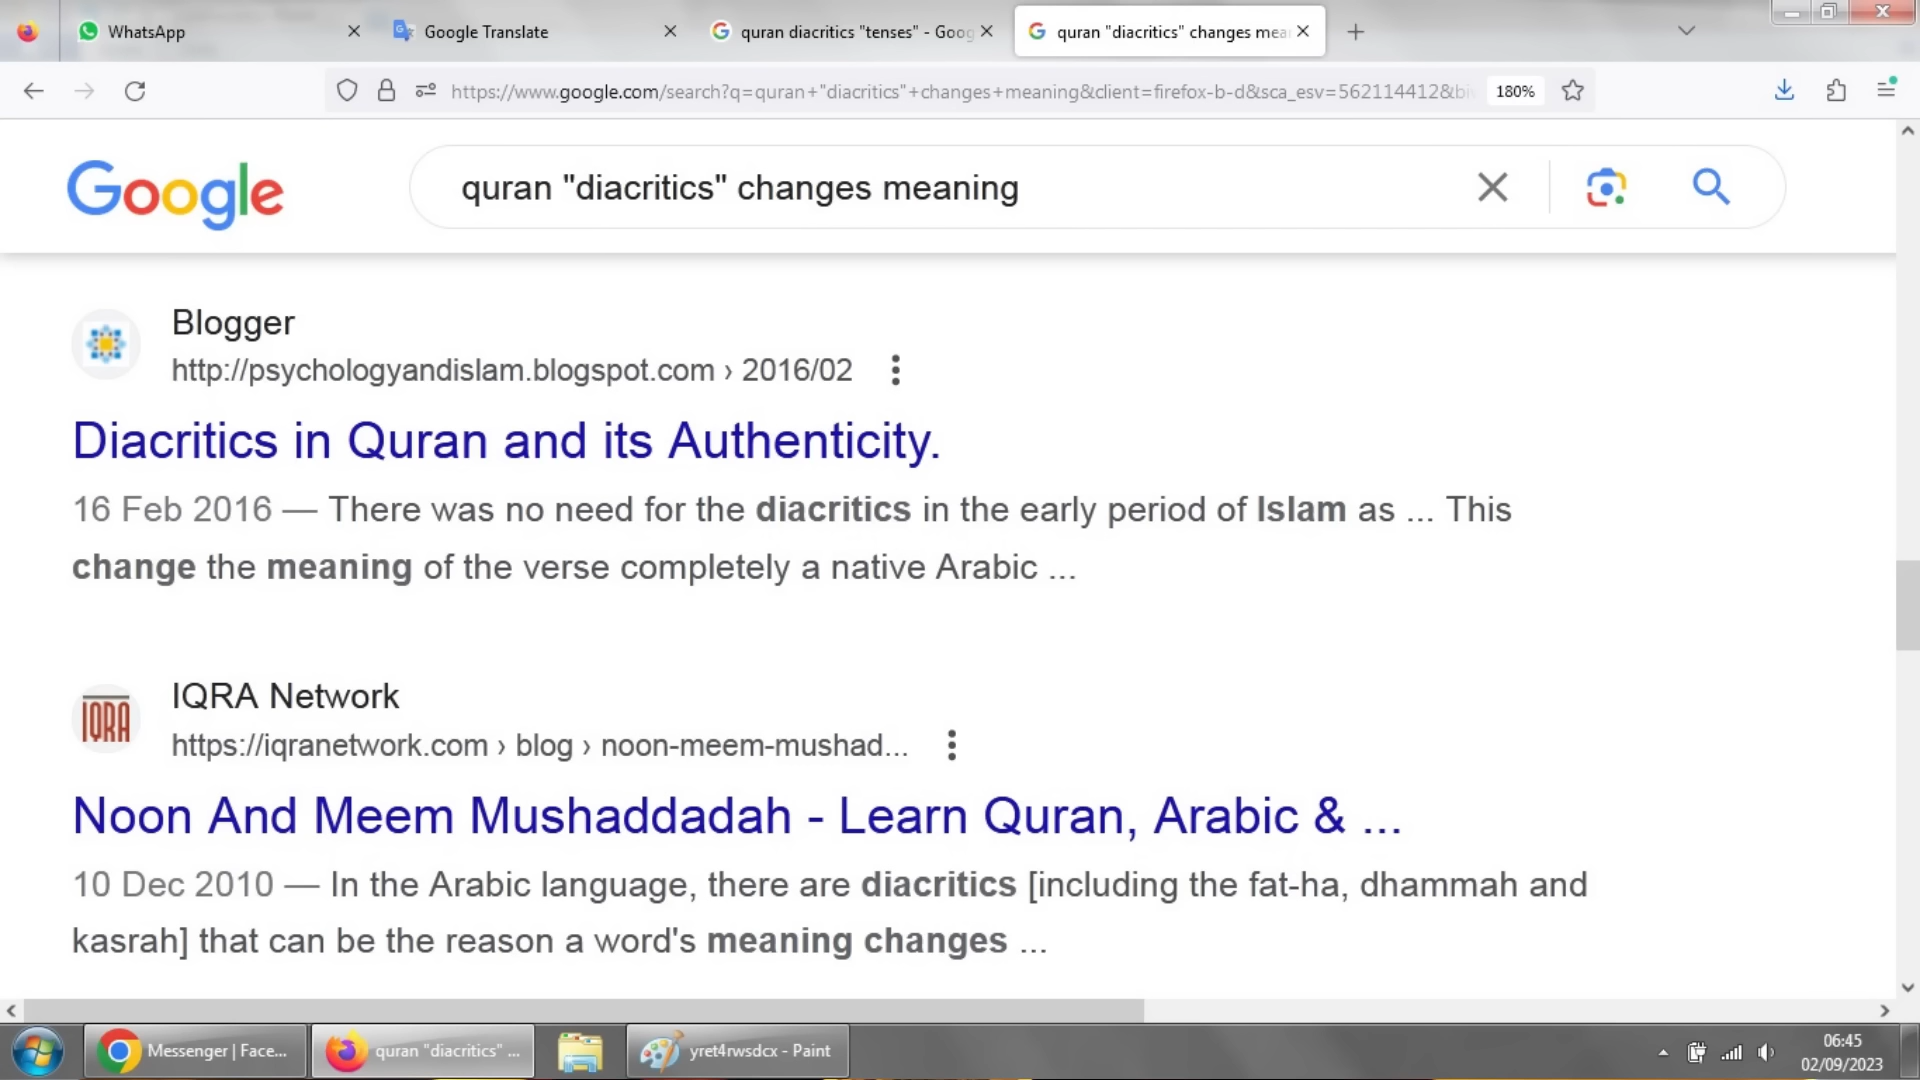 WhatsApp
Google Translate
quran diacritics "tenses" - Goog
quran "diacritics" changes mea
https://www.google.com/search?q=quran+"diacritics"+changes+meaning&client=firefox-b-d&sca_esv=562114412&bi
180%
Google
quran "diacritics" changes meaning
Blogger
http://psychologyandislam.blogspot.com › 2016/02
Diacritics in Quran and its Authenticity.
16 Feb 2016 — There was no need for the diacritics in the early period of Islam as ... This
change the meaning of the verse completely a native Arabic ...
IQRA
IQRA Network
https://iqranetwork.com › blog › noon-meem-mushad...
Noon And Meem Mushaddadah - Learn Quran, Arabic & ...
10 Dec 2010 — In the Arabic language, there are diacritics [including the fat-ha, dhammah and
kasrah] that can be the reason a word's meaning changes ...
Messenger | Face...
quran "diacritics" ...
yret4rwsdcx - Paint
06:45
02/09/2023